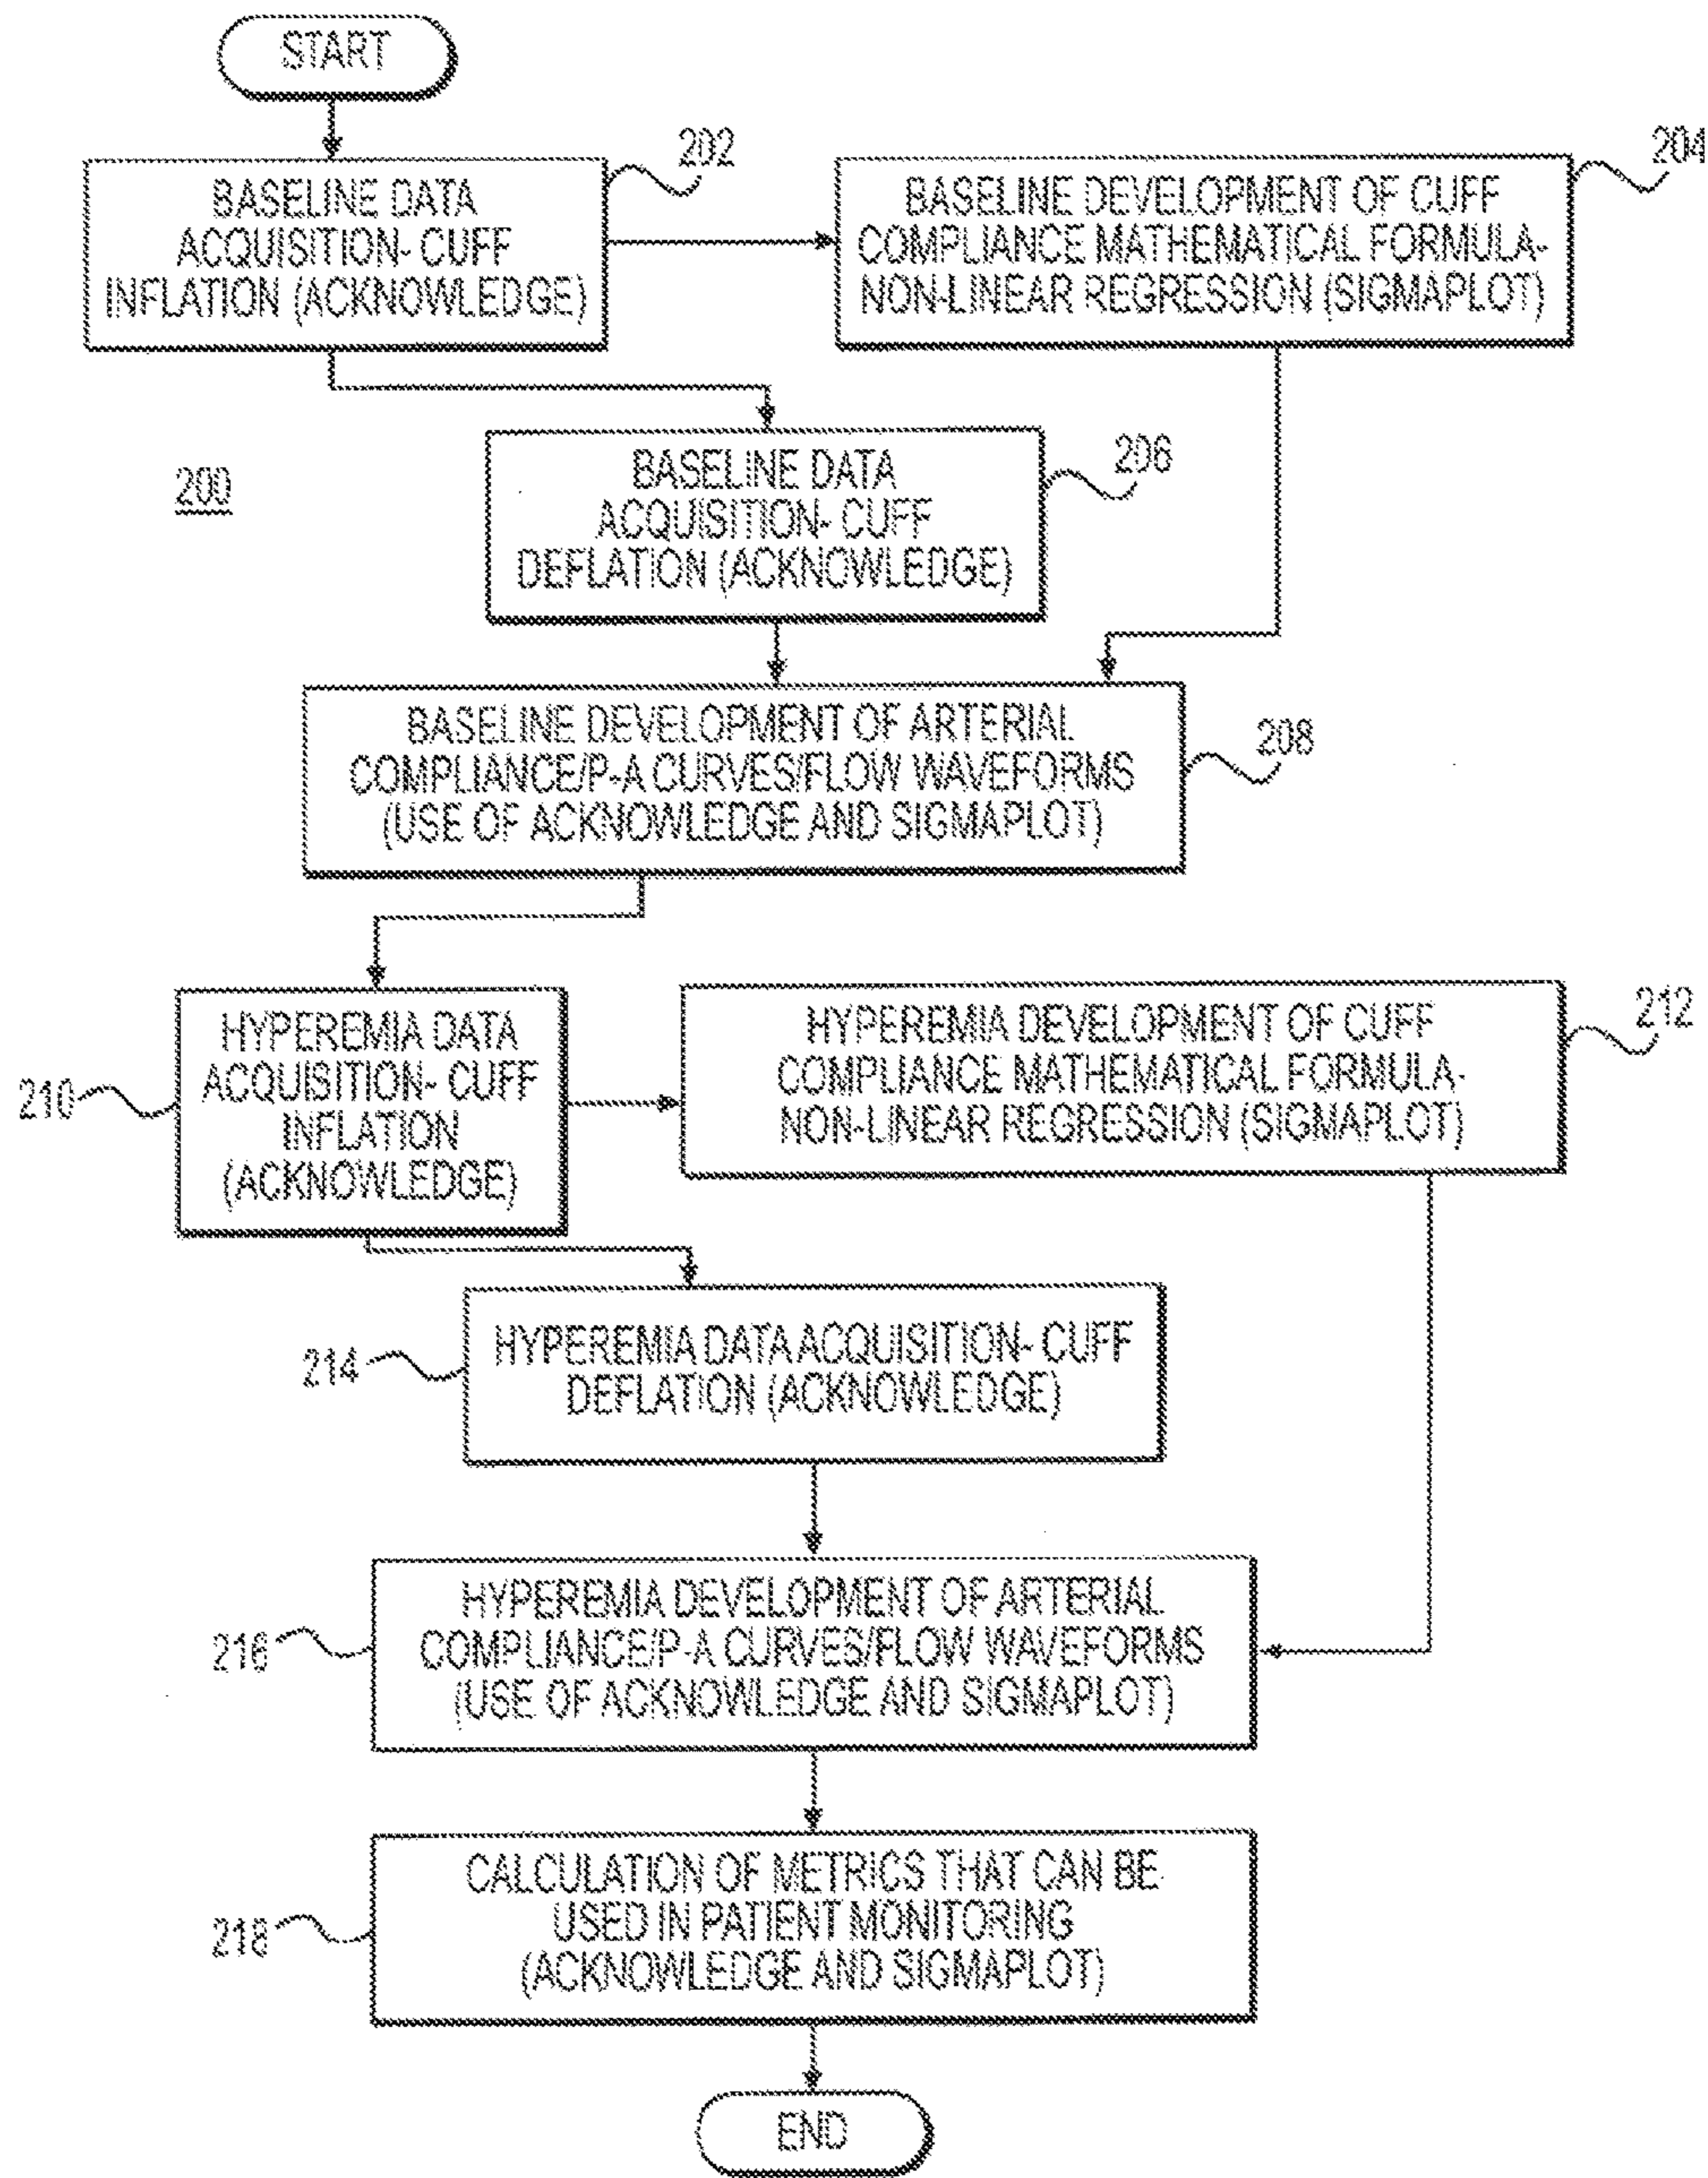 START
202
BASELINE DATA
ACQUISITION- CUFF
INFLATION (ACKNOWLEDGE)
204
BASELINE DEVELOPMENT OF CUFF
COMPLIANCE MATHEMATICAL FORMULA-
NON-LINEAR REGRESSION (SIGMAPLOT)
200
206
BASELINE DATA
ACQUISITION- CUFF
DEFLATION (ACKNOWLEDGE)
208
BASELINE DEVELOPMENT OF ARTERIAL
COMPLIANCE/P-A CURVES/FLOW WAVEFORMS
(USE OF ACKNOWLEDGE AND SIGMAPLOT)
210
HYPEREMIA DATA
ACQUISITION- CUFF
INFLATION
(ACKNOWLEDGE)
212
HYPEREMIA DEVELOPMENT OF CUFF
COMPLIANCE MATHEMATICAL FORMULA-
NON-LINEAR REGRESSION (SIGMAPLOT)
214
HYPEREMIA DATA ACQUISITION- CUFF
DEFLATION (ACKNOWLEDGE)
216
HYPEREMIA DEVELOPMENT OF ARTERIAL
COMPLIANCE/P-A CURVES/FLOW WAVEFORMS
(USE OF ACKNOWLEDGE AND SIGMAPLOT)
218
CALCULATION OF METRICS THAT CAN BE
USED IN PATIENT MONITORING
(ACKNOWLEDGE AND SIGMAPLOT)
END